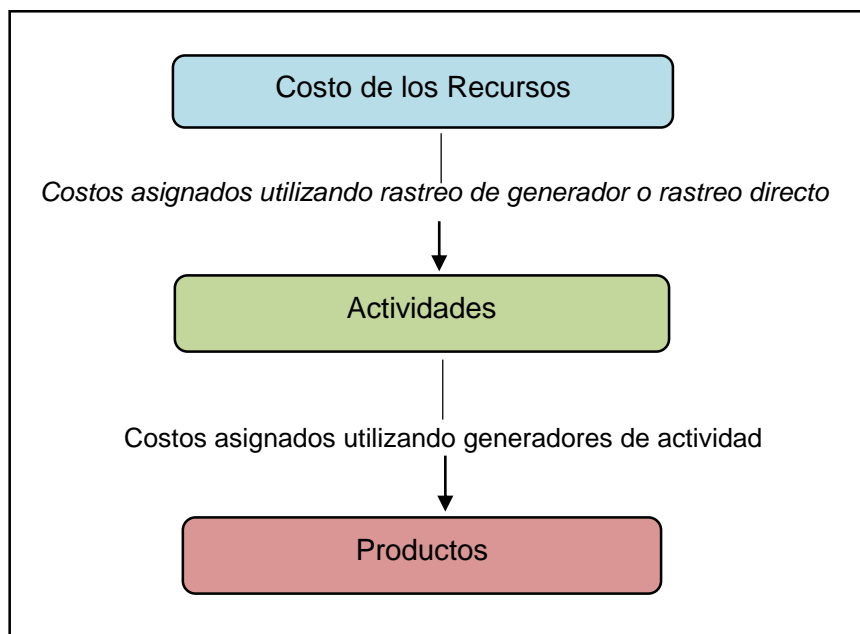 Costo de los Recursos
Costos asignados utilizando rastreo de generador o rastreo directo
Actividades
Costos asignados utilizando generadores de actividad
Productos